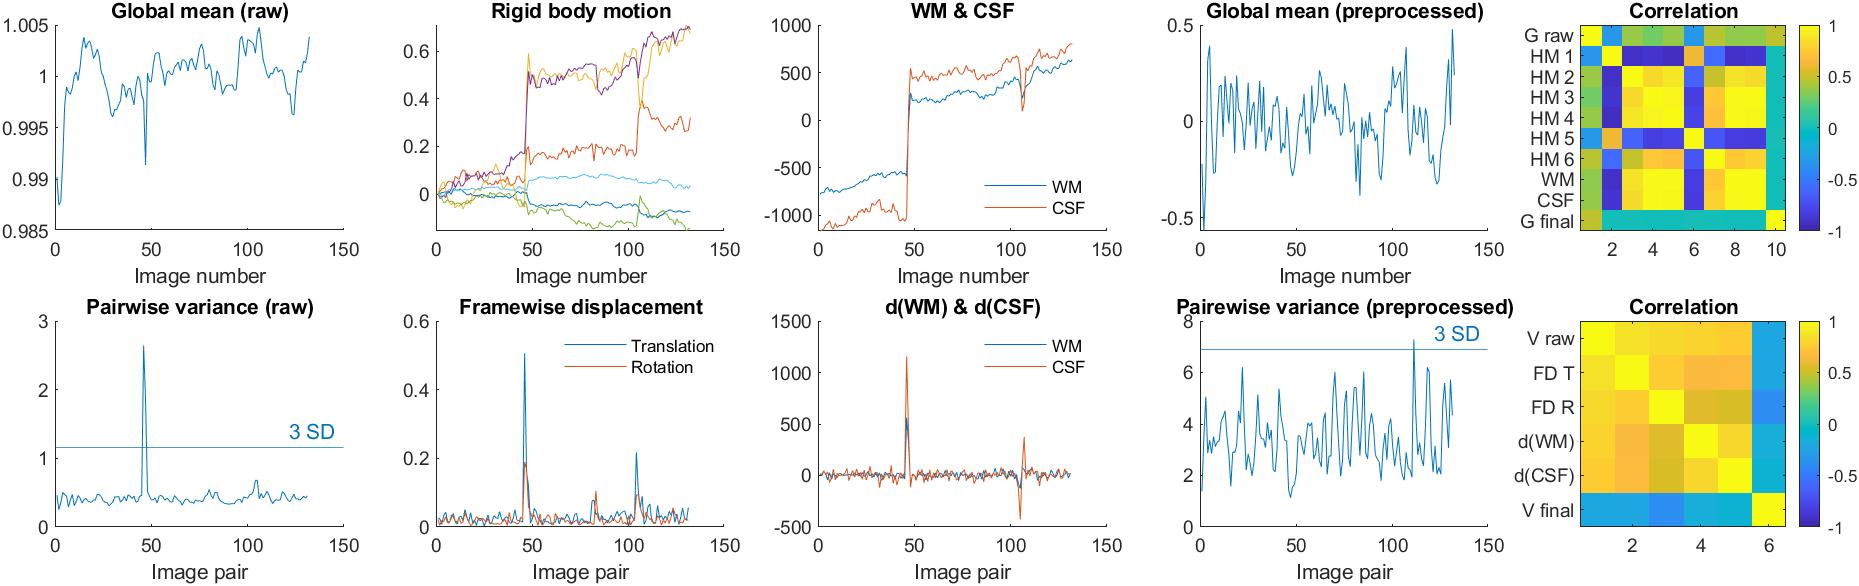 Global mean (raw)
1.005
1
0.995
0.99
0.985
0
50
100
150
Image number
Rigid body motion
0.6
0.4
0.2
0
0
50
100
150
Image number
WM & CSF
1000
500
0
-500
-1000
WM
CSF
0
50
100
150
Image number
Global mean (preprocessed)
0.5
0
-0.5
0
50
100
150
Image number
Correlation
G raw
HM 1
HM 2
HM 3
HM 4
HM 5
HM 6
WM
CSF
G final
2
4
6
8
10
1
0.5
0
-0.5
-1
Pairwise variance (raw)
3
2
1
0
3 SD
0
50
100
150
Image pair
Framewise displacement
0.6
0.4
0.2
0
Translation
Rotation
0
50
100
150
Image pair
d(WM) & d(CSF)
1500
1000
500
0
-500
WM
CSF
0
50
100
150
Image pair
Pairewise variance (preprocessed)
8
6
4
2
0
3 SD
0
50
100
150
Image pair
Correlation
V raw
FD T
FD R
d(WM)
d(CSF)
V final
2
4
6
1
0.5
0
-0.5
-1